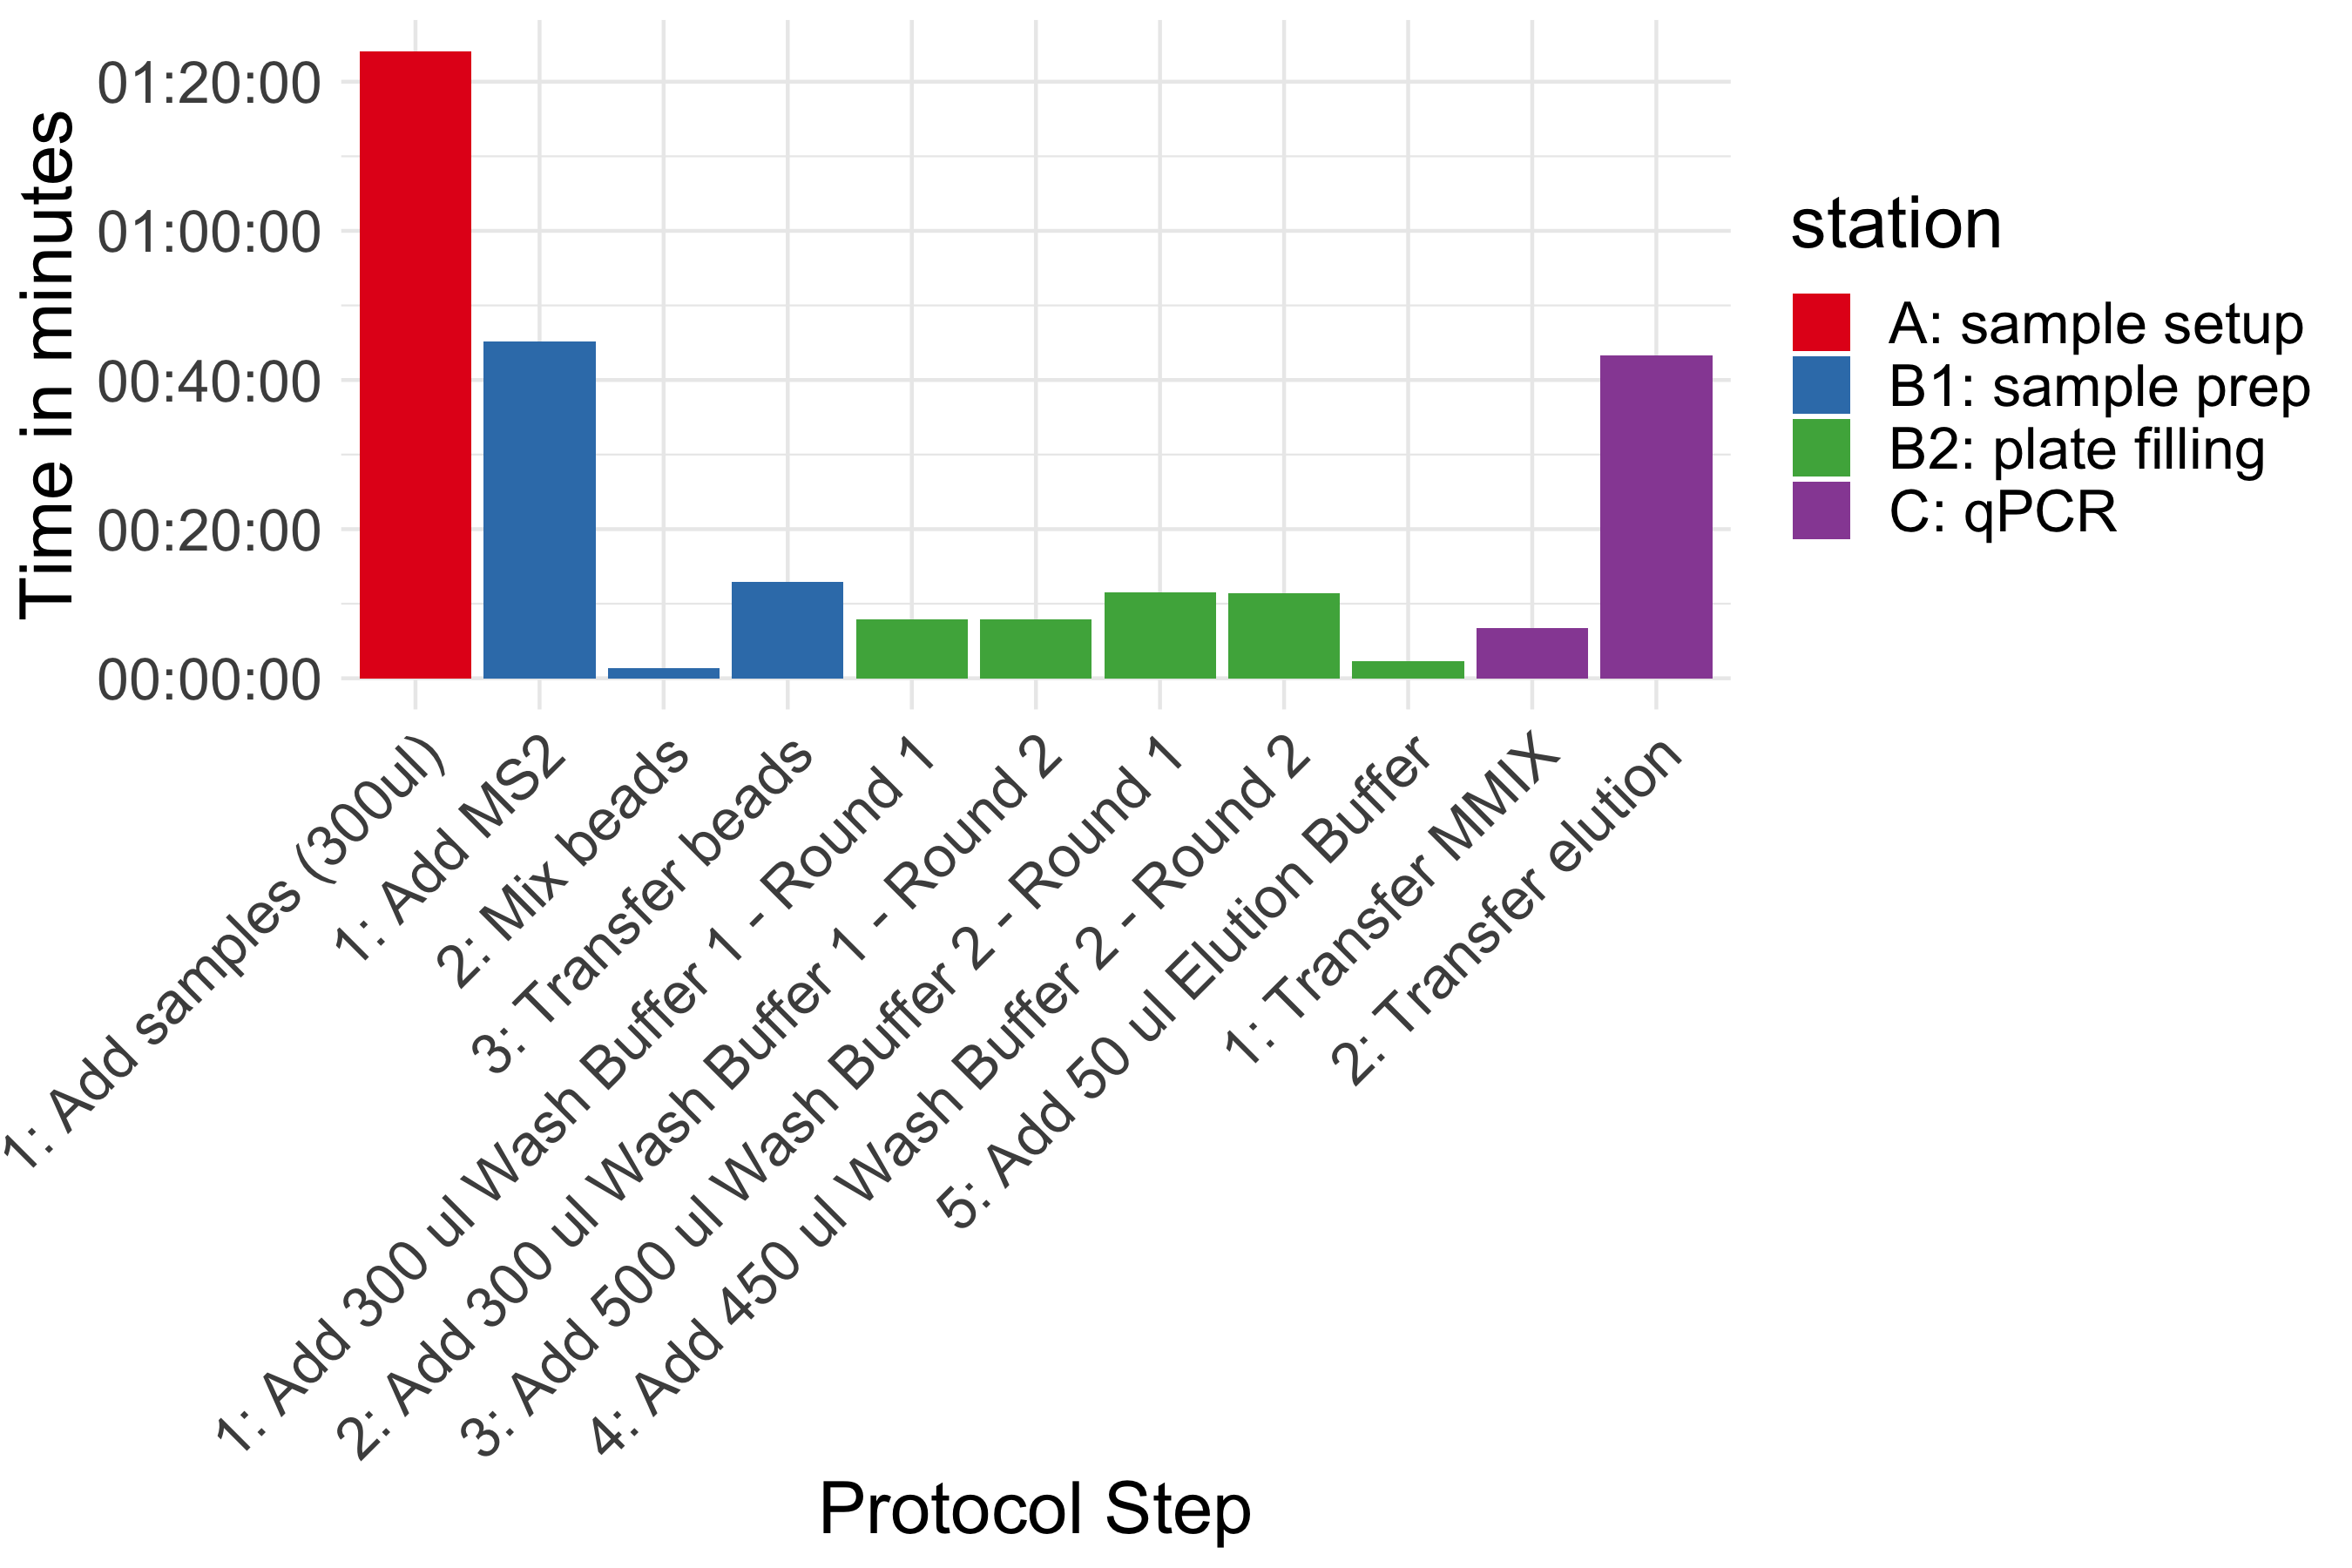 Time in minutes
01:20:00
01:00:00
00:40:00
00:20:00
00:00:00
1: Add samples (300ul)
1: Add MS2
2: Mix beads
3: Transfer beads
1: Add 300 ul Wash Buffer 1 - Round 1
2: Add 300 ul Wash Buffer 1 - Round 2
3: Add 500 ul Wash Buffer 2 - Round 1
4: Add 450 ul Wash Buffer 2 - Round 2
5: Add 50 ul Elution Buffer
1: Transfer MMIX
2: Transfer elution
Protocol Step
station
A: sample setup
B1: sample prep
B2: plate filling
C: qPCR